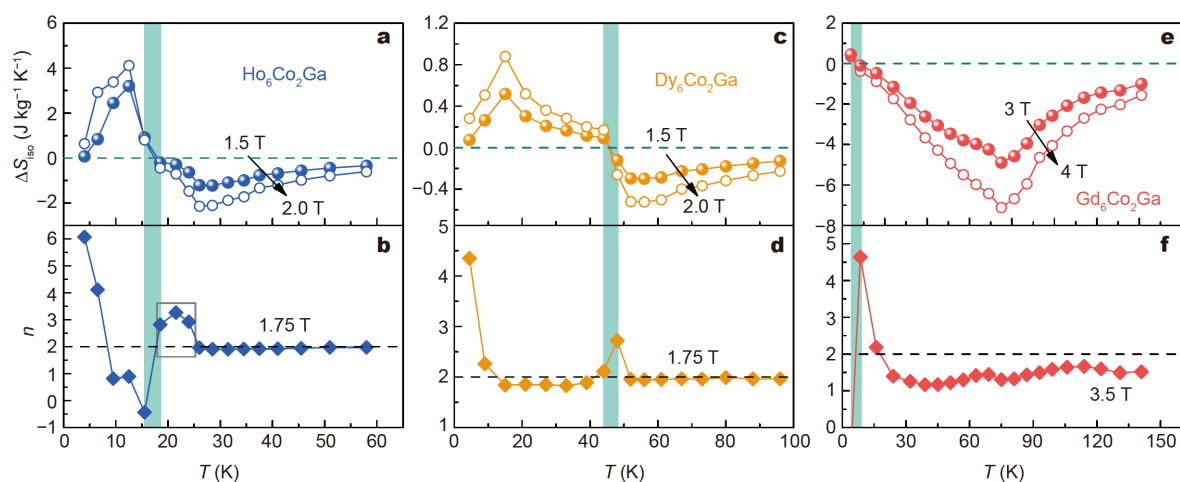 a
Ho₆Co₂Ga
1.5 T
2.0 T
ΔS_iso (J kg⁻¹ K⁻¹)
6
4
2
0
−2
b
1.75 T
n
6
5
4
3
2
1
0
−1
0 10 20 30 40 50 60
T (K)
c
Dy₆Co₂Ga
1.5 T
2.0 T
1.2
0.8
0.4
0.0
−0.4
d
1.75 T
5
4
3
2
1
0 20 40 60 80 100
T (K)
e
3 T
4 T
Gd₆Co₂Ga
2
0
−2
−4
−6
−8
f
3.5 T
5
4
3
2
1
0
0 30 60 90 120 150
T (K)